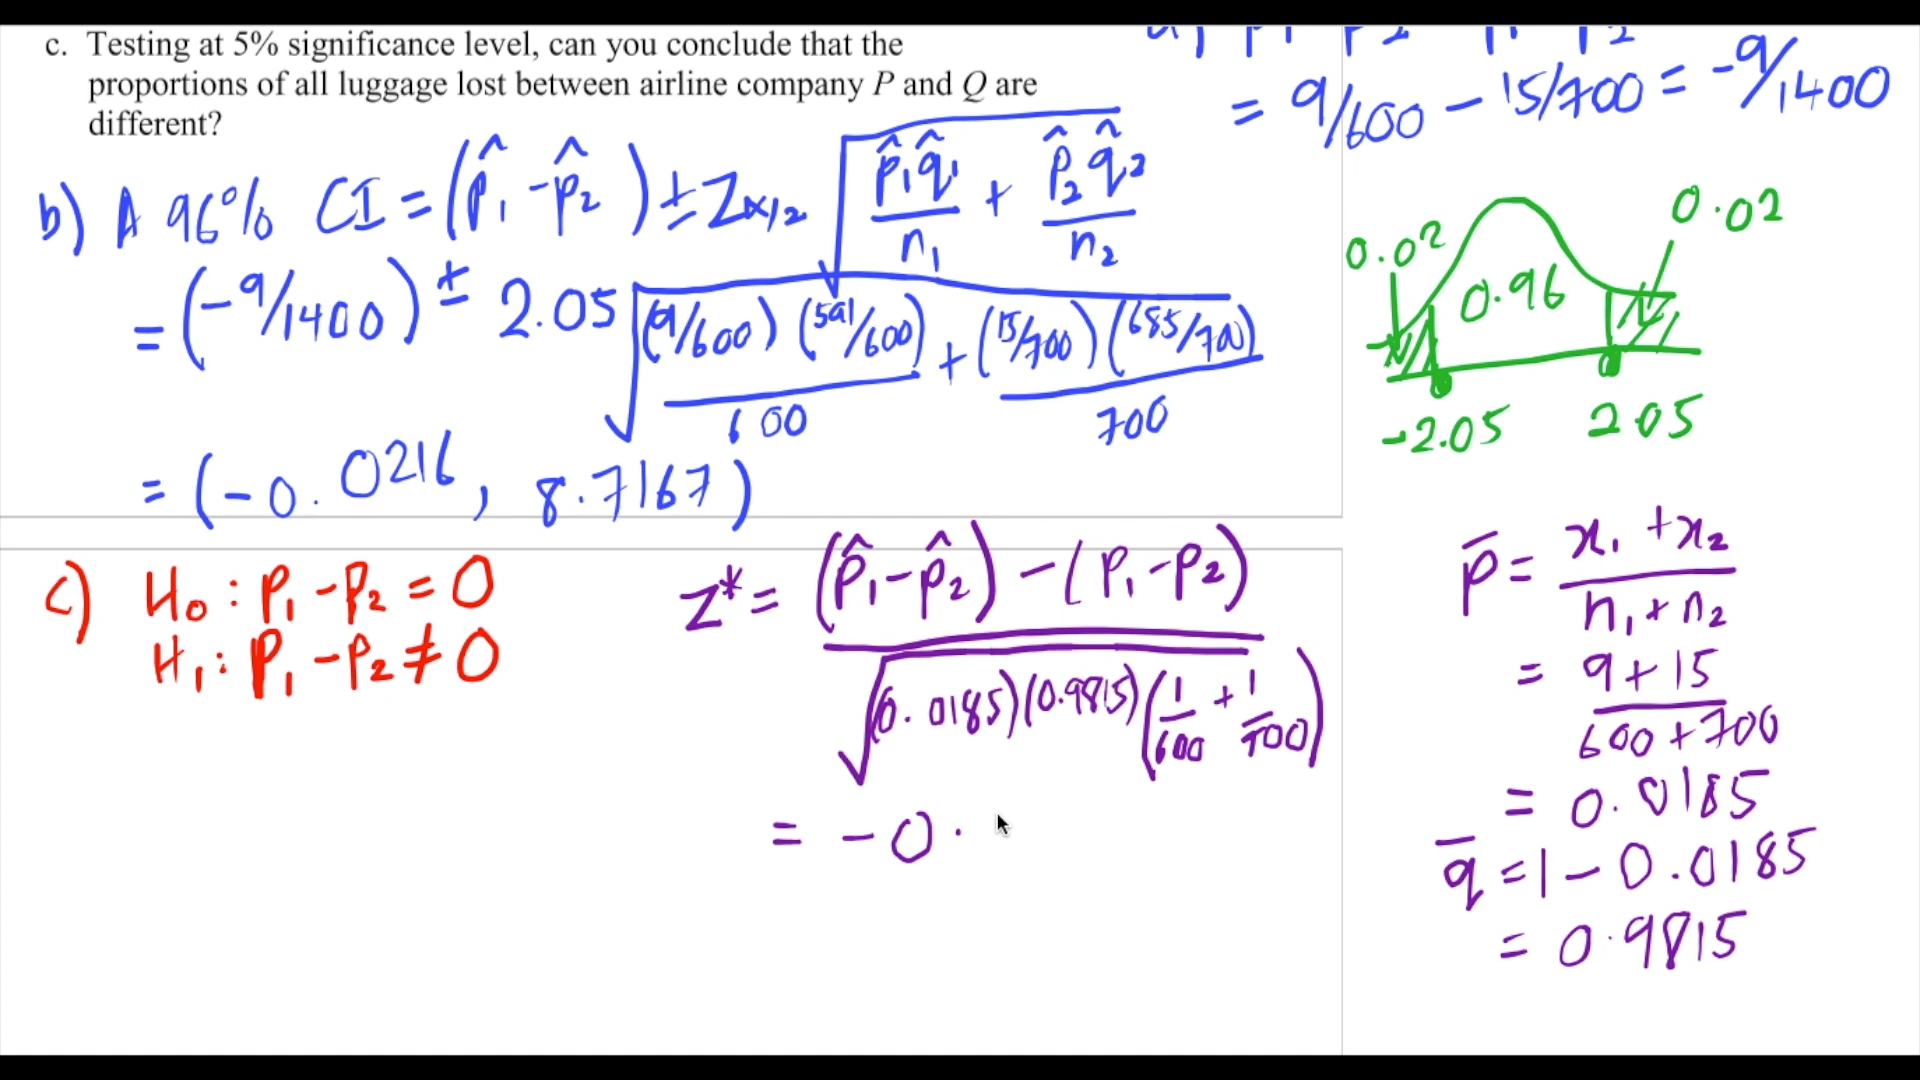 c. Testing at 5% significance level, can you conclude that the
proportions of all luggage lost between airline company P and Q are
different?
= 9/600 - 15/700 = -9/1400
b) A 96% CI = (p̂₁ - p̂₂) ± Zα/2 √(p̂₁q̂₁/n₁ + p̂₂q̂₂/n₂)
= (-9/1400) ± 2.05 √((9/600)(591/600)/600 + (15/700)(685/700)/700)
= (-0.0216, 8.7167)
0.02 0.96 0.02
-2.05 2.05
c) H₀ : p₁ - p₂ = 0
H₁ : p₁ - p₂ ≠ 0
Z* = (p̂₁ - p̂₂) - (p₁ - p₂)
√(0.0185)(0.9815)(1/600 + 1/700)
= -0.
p̄ = x₁ + x₂
n₁ + n₂
= 9 + 15
600 + 700
= 0.0185
q̄ = 1 - 0.0185
= 0.9815